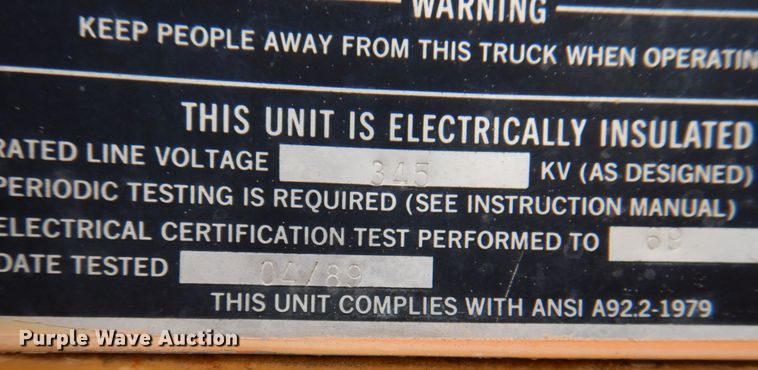 WARNING
KEEP PEOPLE AWAY FROM THIS TRUCK WHEN OPERATIN
THIS UNIT IS ELECTRICALLY INSULATED
RATED LINE VOLTAGE 345 KV (AS DESIGNED)
PERIODIC TESTING IS REQUIRED (SEE INSTRUCTION MANUAL)
ELECTRICAL CERTIFICATION TEST PERFORMED TO 69
DATE TESTED 04/89
THIS UNIT COMPLIES WITH ANSI A92.2-1979
Purple Wave Auction